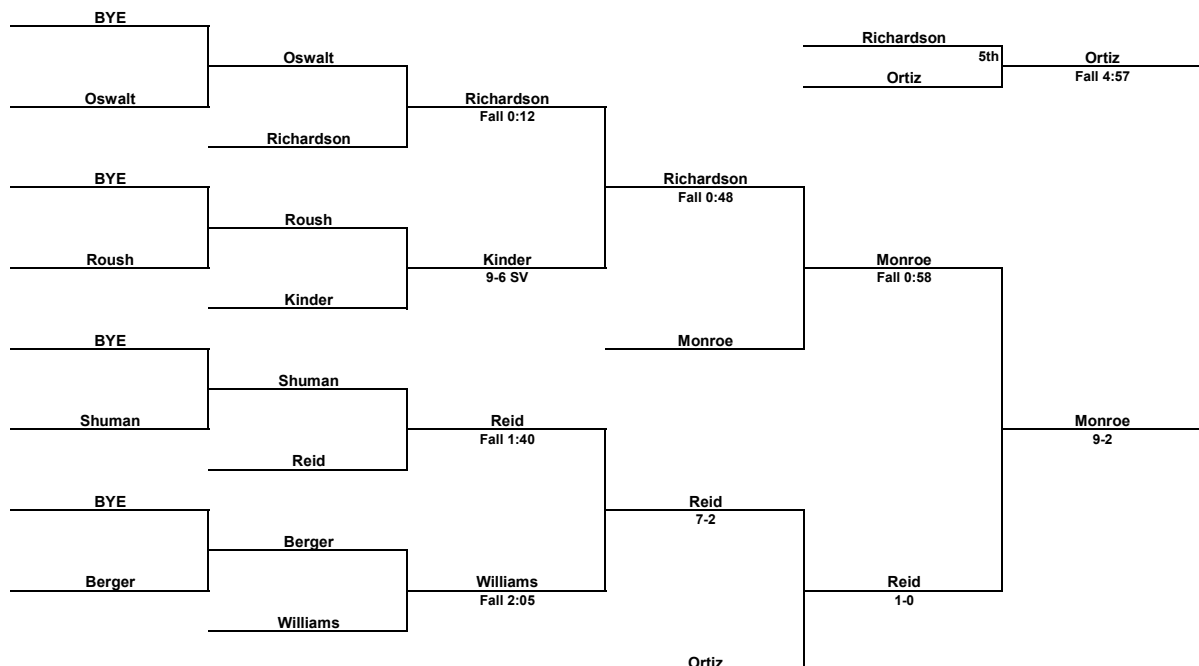 BYE
Richardson
Oswalt
5th
Ortiz
Ortiz
Fall 4:57
Oswalt
Richardson
Fall 0:12
Richardson
BYE
Richardson
Fall 0:48
Roush
Roush
Kinder
9-6 SV
Monroe
Fall 0:58
Kinder
BYE
Monroe
Shuman
Shuman
Reid
Fall 1:40
Monroe
9-2
Reid
BYE
Reid
7-2
Berger
Berger
Williams
Fall 2:05
Reid
1-0
Williams
Ortiz